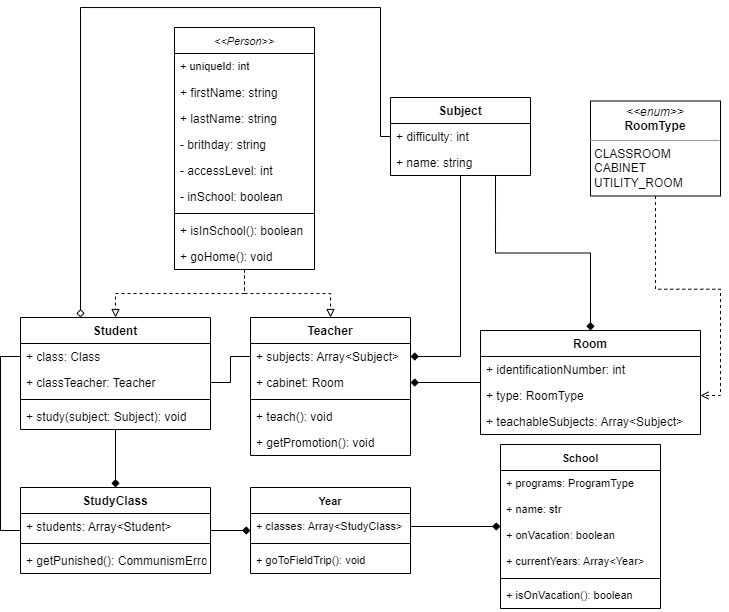 <<Person>>
+ uniqueId: int
+ firstName: string
+ lastName: string
- brithday: string
- accessLevel: int
- inSchool: boolean
+ isInSchool(): boolean
+ goHome(): void
Subject
+ difficulty: int
+ name: string
<<enum>>
RoomType
CLASSROOM
CABINET
UTILITY_ROOM
Student
+ class: Class
+ classTeacher: Teacher
+ study(subject: Subject): void
Teacher
+ subjects: Array<Subject>
+ cabinet: Room
+ teach(): void
+ getPromotion(): void
Room
+ identificationNumber: int
+ type: RoomType
+ teachableSubjects: Array<Subject>
StudyClass
+ students: Array<Student>
+ getPunished(): CommunismErro
Year
+ classes: Array<StudyClass>
+ goToFieldTrip(): void
School
+ programs: ProgramType
+ name: str
+ onVacation: boolean
+ currentYears: Array<Year>
+ isOnVacation(): boolean